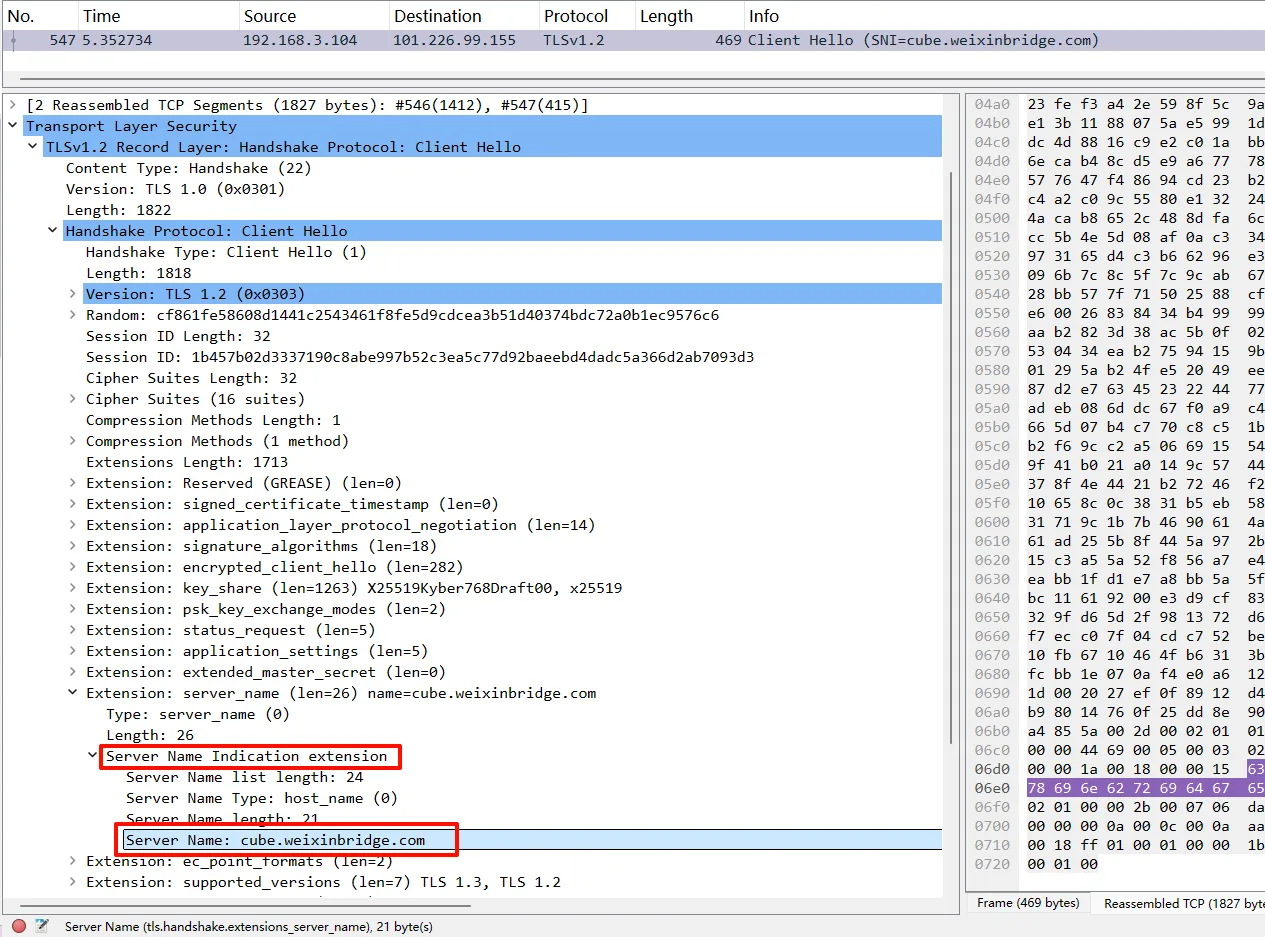 No. Time Source Destination Protocol Length Info
547 5.352734 192.168.3.104 101.226.99.155 TLSv1.2 469 Client Hello (SNI=cube.weixinbridge.com)
[2 Reassembled TCP Segments (1827 bytes): #546(1412), #547(415)]
Transport Layer Security
TLSv1.2 Record Layer: Handshake Protocol: Client Hello
Content Type: Handshake (22)
Version: TLS 1.0 (0x0301)
Length: 1822
Handshake Protocol: Client Hello
Handshake Type: Client Hello (1)
Length: 1818
Version: TLS 1.2 (0x0303)
Random: cf861fe58608d1441c2543461f8fe5d9cdcea3b51d40374bdc72a0b1ec9576c6
Session ID Length: 32
Session ID: 1b457b02d3337190c8abe997b52c3ea5c77d92baeebd4dadc5a366d2ab7093d3
Cipher Suites Length: 32
Cipher Suites (16 suites)
Compression Methods Length: 1
Compression Methods (1 method)
Extensions Length: 1713
Extension: Reserved (GREASE) (len=0)
Extension: signed_certificate_timestamp (len=0)
Extension: application_layer_protocol_negotiation (len=14)
Extension: signature_algorithms (len=18)
Extension: encrypted_client_hello (len=282)
Extension: key_share (len=1263) X25519Kyber768Draft00, x25519
Extension: psk_key_exchange_modes (len=2)
Extension: status_request (len=5)
Extension: application_settings (len=5)
Extension: extended_master_secret (len=0)
Extension: server_name (len=26) name=cube.weixinbridge.com
Type: server_name (0)
Length: 26
Server Name Indication extension
Server Name list length: 24
Server Name Type: host_name (0)
Server Name length: 21
Server Name: cube.weixinbridge.com
Extension: ec_point_formats (len=2)
Extension: supported_versions (len=7) TLS 1.3, TLS 1.2
04a0 23 fe f3 a4 2e 59 8f 5c 9a
04b0 e1 3b 11 88 07 5a e5 99 1d
04c0 dc 4d 88 16 c9 e2 c0 1a bb
04d0 6e ca b4 8c d5 e9 a6 77 78
04e0 57 76 47 f4 86 94 cd 23 b2
04f0 c4 a2 c0 9c 55 80 e1 32 24
0500 4a ca b8 65 2c 48 8d fa 6c
0510 cc 5b 4e 5d 08 af 0a c3 34
0520 97 31 65 d4 c3 b6 62 96 e3
0530 09 6b 7c 8c 5f 7c 9c ab 67
0540 28 bb 57 7f 71 50 25 88 cf
0550 e6 00 26 83 84 34 b4 99 99
0560 aa b2 82 3d 38 ac 5b 0f 02
0570 53 04 34 ea b2 75 94 15 9b
0580 01 29 5a b2 4f e5 20 49 ee
0590 87 d2 e7 63 45 23 22 44 77
05a0 ad eb 08 6d dc 67 f0 a9 c4
05b0 66 5d 07 b4 c7 70 c8 c5 1b
05c0 b2 f6 9c c2 a5 06 69 15 54
05d0 9f 41 b0 21 a0 14 9c 57 44
05e0 37 8f 4e 44 21 b2 72 46 f2
05f0 10 65 8c 0c 38 31 b5 eb 58
0600 31 71 9c 1b 7b 46 90 61 4a
0610 61 ad 25 5b 8f 44 5a 97 2b
0620 15 c3 a5 5a 52 f8 56 a7 e4
0630 ea bb 1f d1 e7 a8 bb 5a 5f
0640 bc 11 61 92 00 e3 d9 cf 83
0650 32 9f d6 5d 2f 98 13 72 d6
0660 f7 ec c0 7f 04 cd c7 52 be
0670 10 fb 67 10 46 4f b6 31 3b
0680 fc bb 1e 07 0a f4 e0 a6 12
0690 1d 00 20 27 ef 0f 89 12 d4
06a0 b9 80 14 76 0f 25 dd 8e 90
06b0 a4 85 5a 00 2d 00 02 01 01
06c0 00 00 44 69 00 05 00 03 02
06d0 00 00 1a 00 18 00 00 15 63
06e0 78 69 6e 62 72 69 64 67 65
06f0 02 01 00 00 2b 00 07 06 da
0700 00 00 00 0a 00 0c 00 0a aa
0710 00 18 ff 01 00 01 00 00 1b
0720 00 01 00
Frame (469 bytes) Reassembled TCP (1827 byte
Server Name (tls.handshake.extensions_server_name), 21 byte(s)